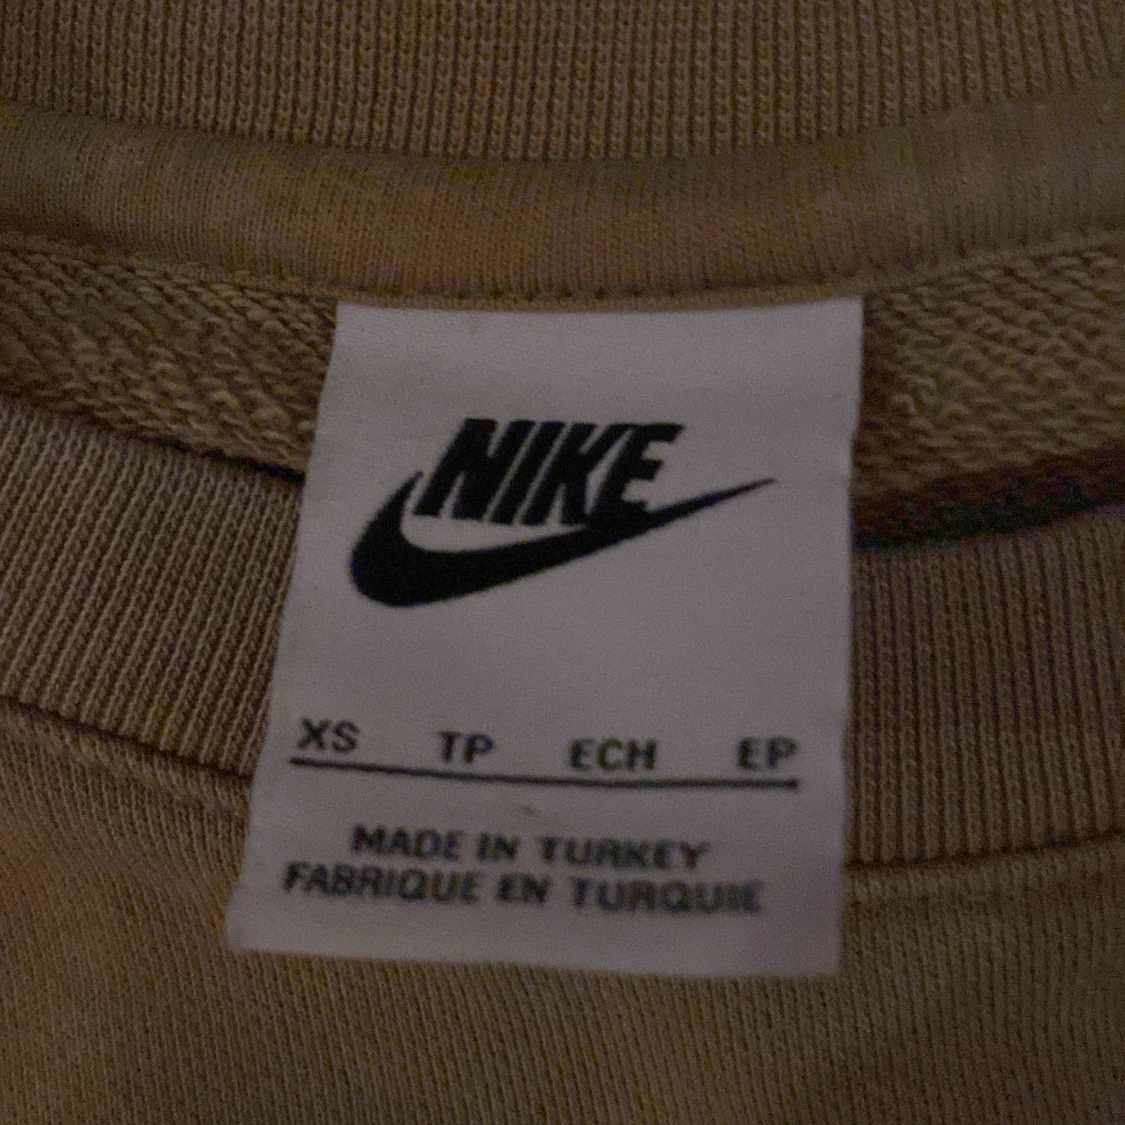 NIKE
XS TP ECH EP
MADE IN TURKEY
FABRIQUE EN TURQUIE